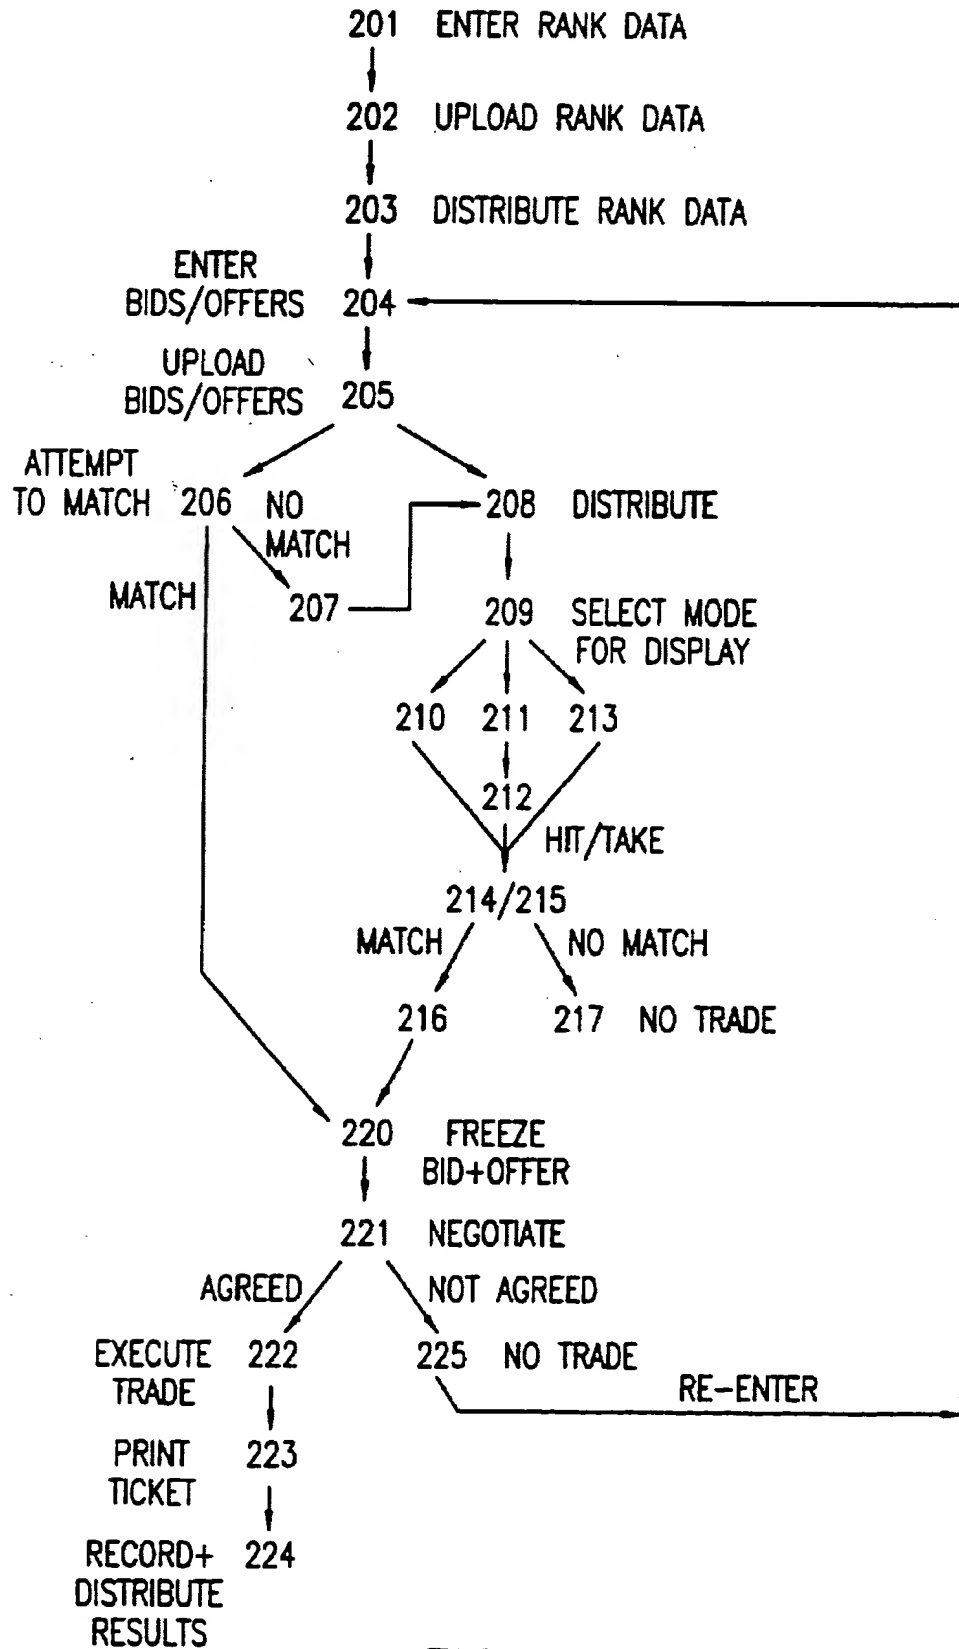 201 ENTER RANK DATA
202 UPLOAD RANK DATA
203 DISTRIBUTE RANK DATA
ENTER
BIDS/OFFERS 204
UPLOAD
BIDS/OFFERS 205
ATTEMPT
TO MATCH 206 NO
MATCH
208 DISTRIBUTE
MATCH
207
209 SELECT MODE
FOR DISPLAY
210 211 213
212
HIT/TAKE
214/215
MATCH NO MATCH
216 217 NO TRADE
220 FREEZE
BID+OFFER
221 NEGOTIATE
AGREED NOT AGREED
EXECUTE 222 225 NO TRADE
TRADE
RE-ENTER
PRINT 223
TICKET
RECORD+ 224
DISTRIBUTE
RESULTS